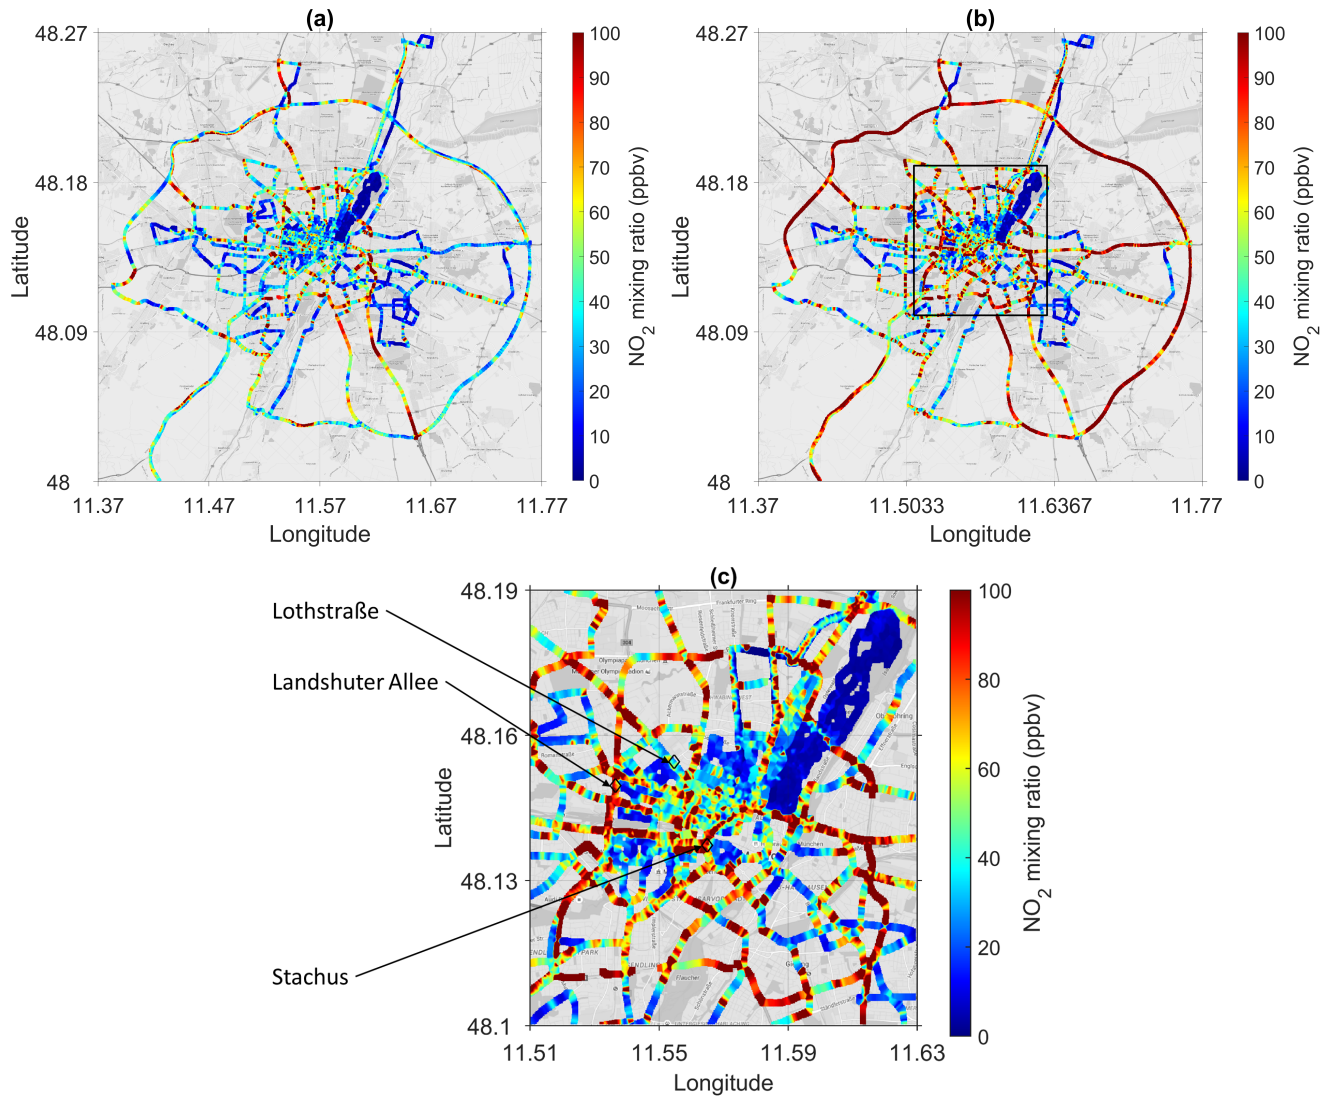 (a)
48.27
48.18
48.09
48
11.37 11.47 11.57 11.67 11.77
Longitude
Latitude
100
90
80
70
60
50
40
30
20
10
0
NO2 mixing ratio (ppbv)
(b)
48.27
48.18
48.09
48
11.37 11.5033 11.6367 11.77
Longitude
Latitude
100
90
80
70
60
50
40
30
20
10
0
NO2 mixing ratio (ppbv)
(c)
Lothstraße
Landshuter Allee
Stachus
48.19
48.16
48.13
48.1
11.51 11.55 11.59 11.63
Longitude
Latitude
100
80
60
40
20
0
NO2 mixing ratio (ppbv)
Frankfurter Ring